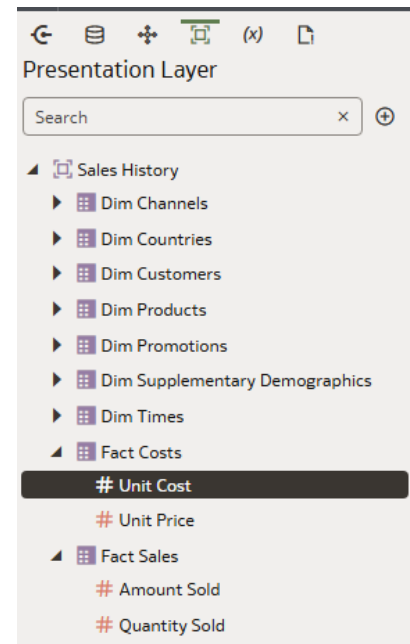 (x)
Presentation Layer
Search
Sales History
Dim Channels
Dim Countries
Dim Customers
Dim Products
Dim Promotions
Dim Supplementary Demographics
Dim Times
Fact Costs
# Unit Cost
# Unit Price
Fact Sales
# Amount Sold
# Quantity Sold